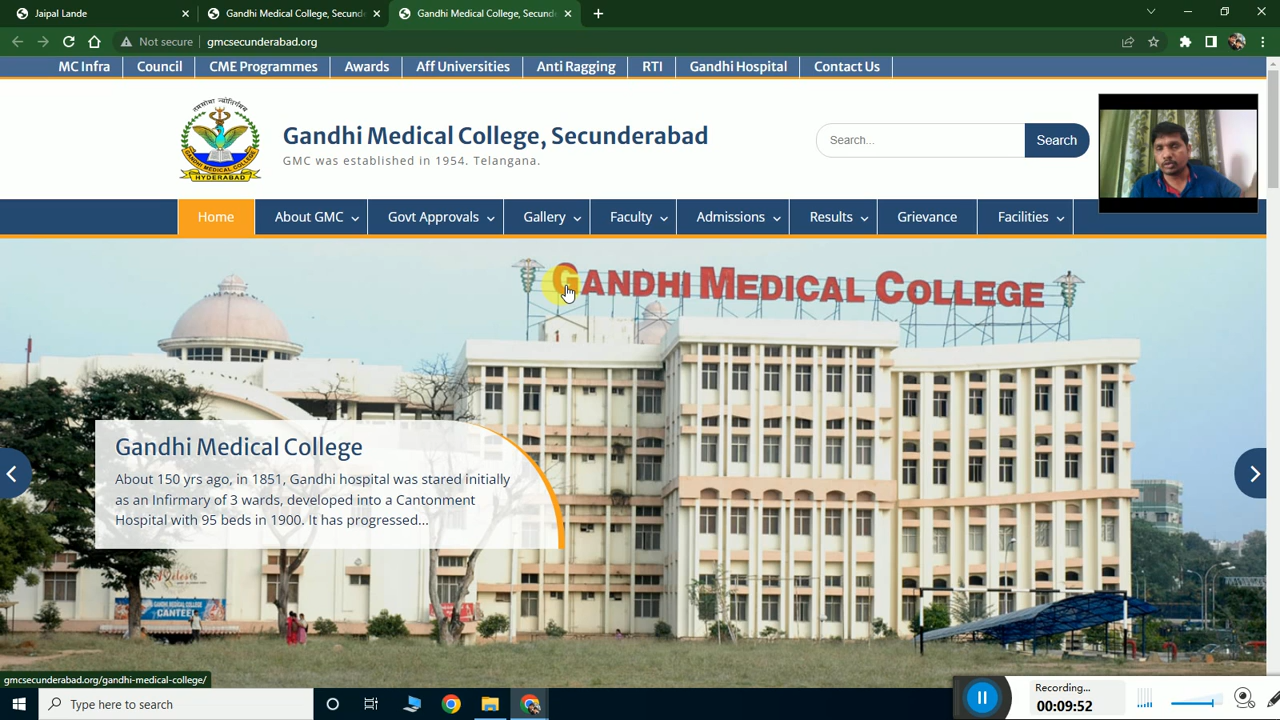 Jaipal Lande
Gandhi Medical College, Secund
Gandhi Medical College, Secund
Not secure
gmcsecunderabad.org
MC Infra
Council
CME Programmes
Awards
Aff Universities
Anti Ragging
RTI
Gandhi Hospital
Contact Us
HYDERABAD
Gandhi Medical College, Secunderabad
GMC was established in 1954. Telangana.
Search...
Search
Home
About GMC
Govt Approvals
Gallery
Faculty
Admissions
Results
Grievance
Facilities
GANDHI MEDICAL COLLEGE
Gandhi Medical College
About 150 yrs ago, in 1851, Gandhi hospital was stared initially
as an Infirmary of 3 wards, developed into a Cantonment
Hospital with 95 beds in 1900. It has progressed...
GANDHI MEDICAL COLLEGE
gmcsecunderabad.org/gandhi-medical-college/
Type here to search
Recording...
00:09:52